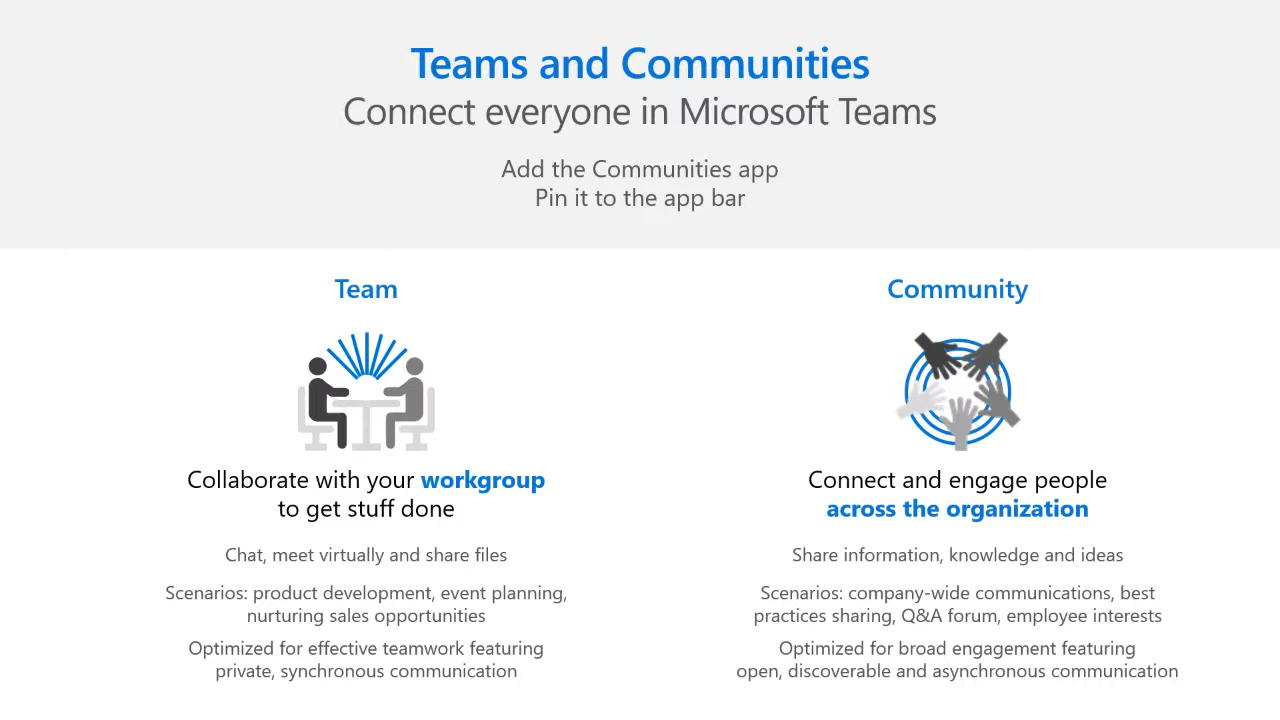 Teams and Communities
Connect everyone in Microsoft Teams
Add the Communities app
Pin it to the app bar
Team
Collaborate with your workgroup
to get stuff done
Chat, meet virtually and share files
Scenarios: product development, event planning,
nurturing sales opportunities
Optimized for effective teamwork featuring
private, synchronous communication
Community
Connect and engage people
across the organization
Share information, knowledge and ideas
Scenarios: company-wide communications, best
practices sharing, Q&A forum, employee interests
Optimized for broad engagement featuring
open, discoverable and asynchronous communication